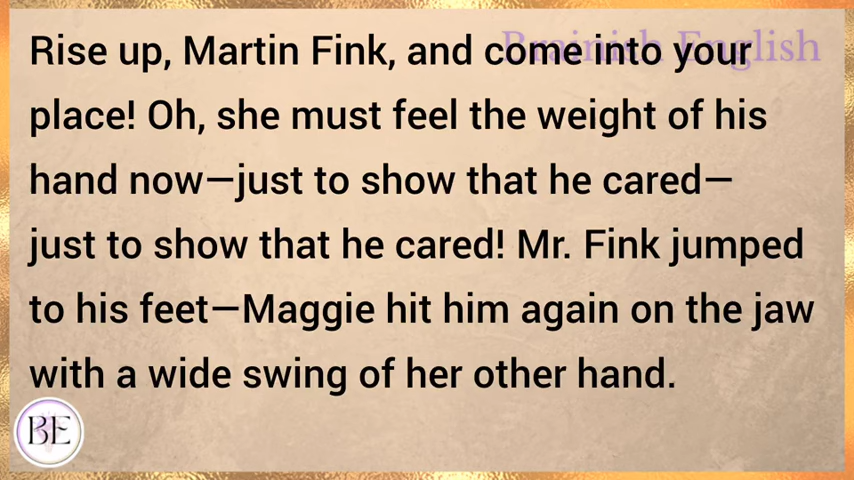 Brainish English
Rise up, Martin Fink, and come into your
place! Oh, she must feel the weight of his
hand now—just to show that he cared—
just to show that he cared! Mr. Fink jumped
to his feet—Maggie hit him again on the jaw
with a wide swing of her other hand.
BE